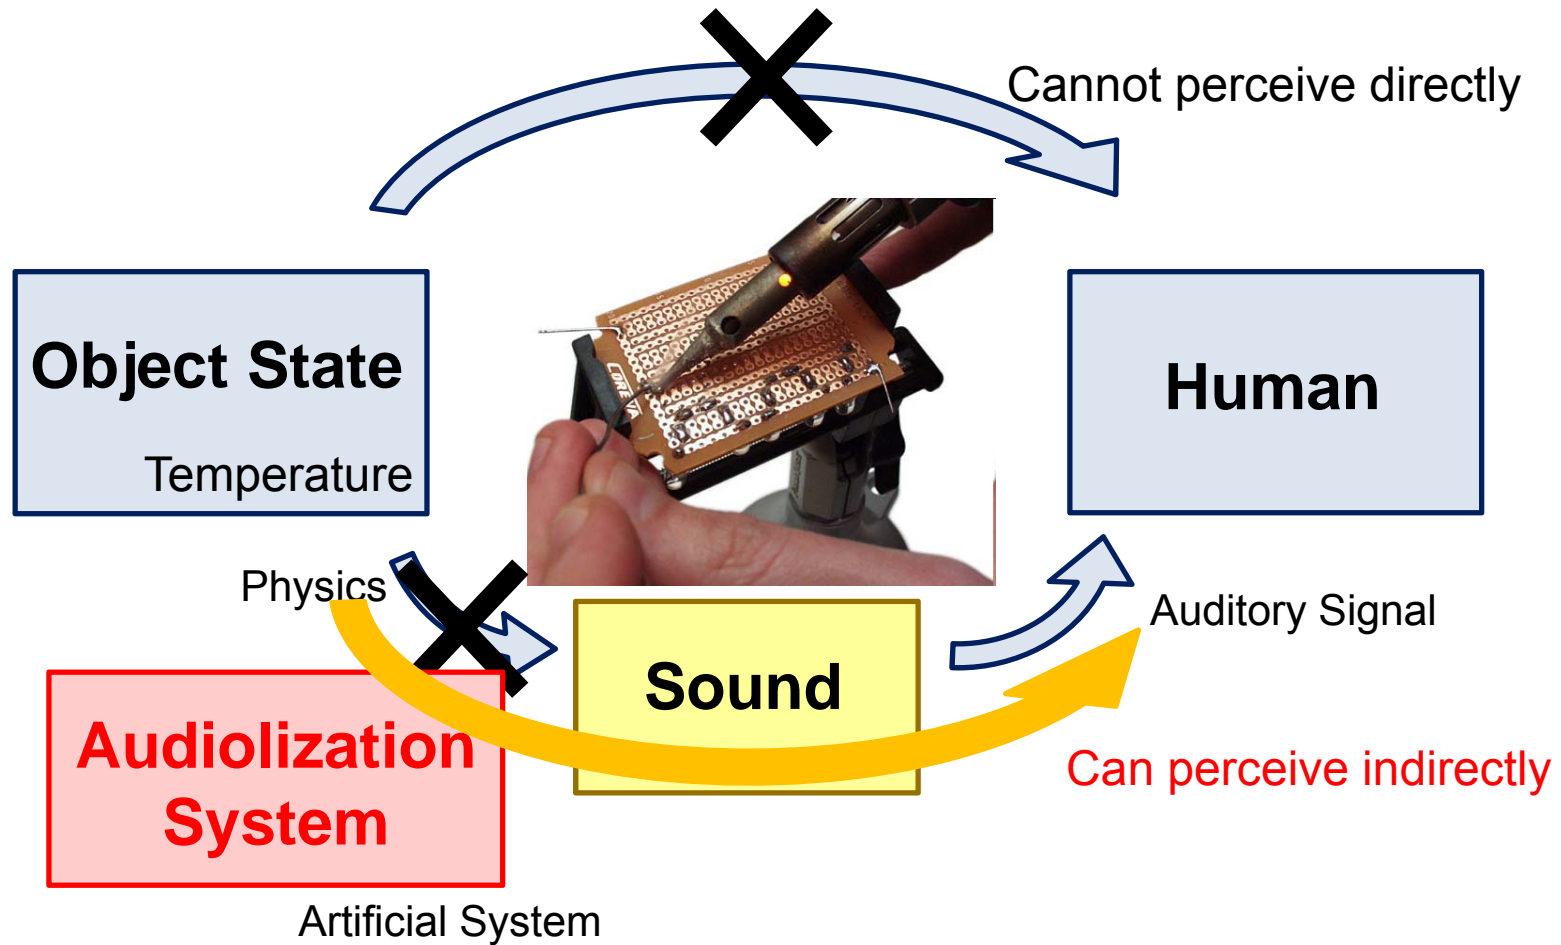 Cannot perceive directly
Object State
Temperature
Human
Physics
Auditory Signal
Sound
Audiolization
System
Can perceive indirectly
Artificial System